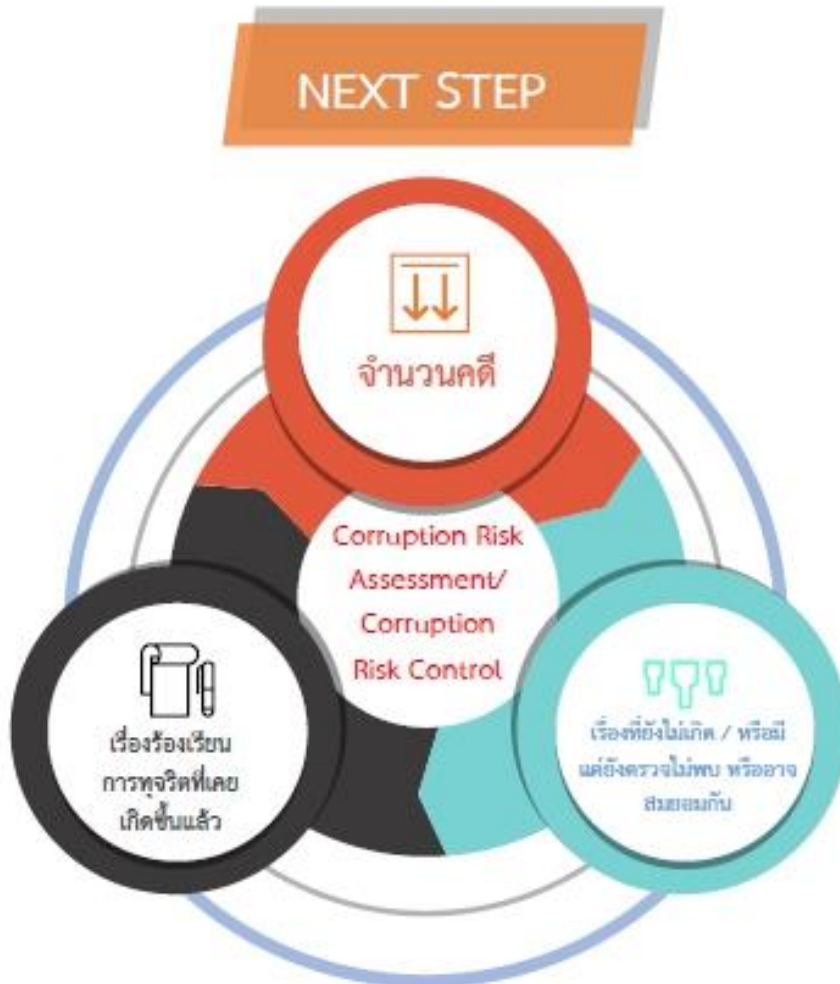 NEXT STEP
จำนวนคดี
Corruption Risk
Assessment/
Corruption
Risk Control
เรื่องร้องเรียน
การทุจริตที่เคย
เกิดขึ้นแล้ว
เรื่องที่ยังไม่เกิด / หรือมี
แต่ยังตรวจไม่พบ หรืออาจ
สมยอมกัน